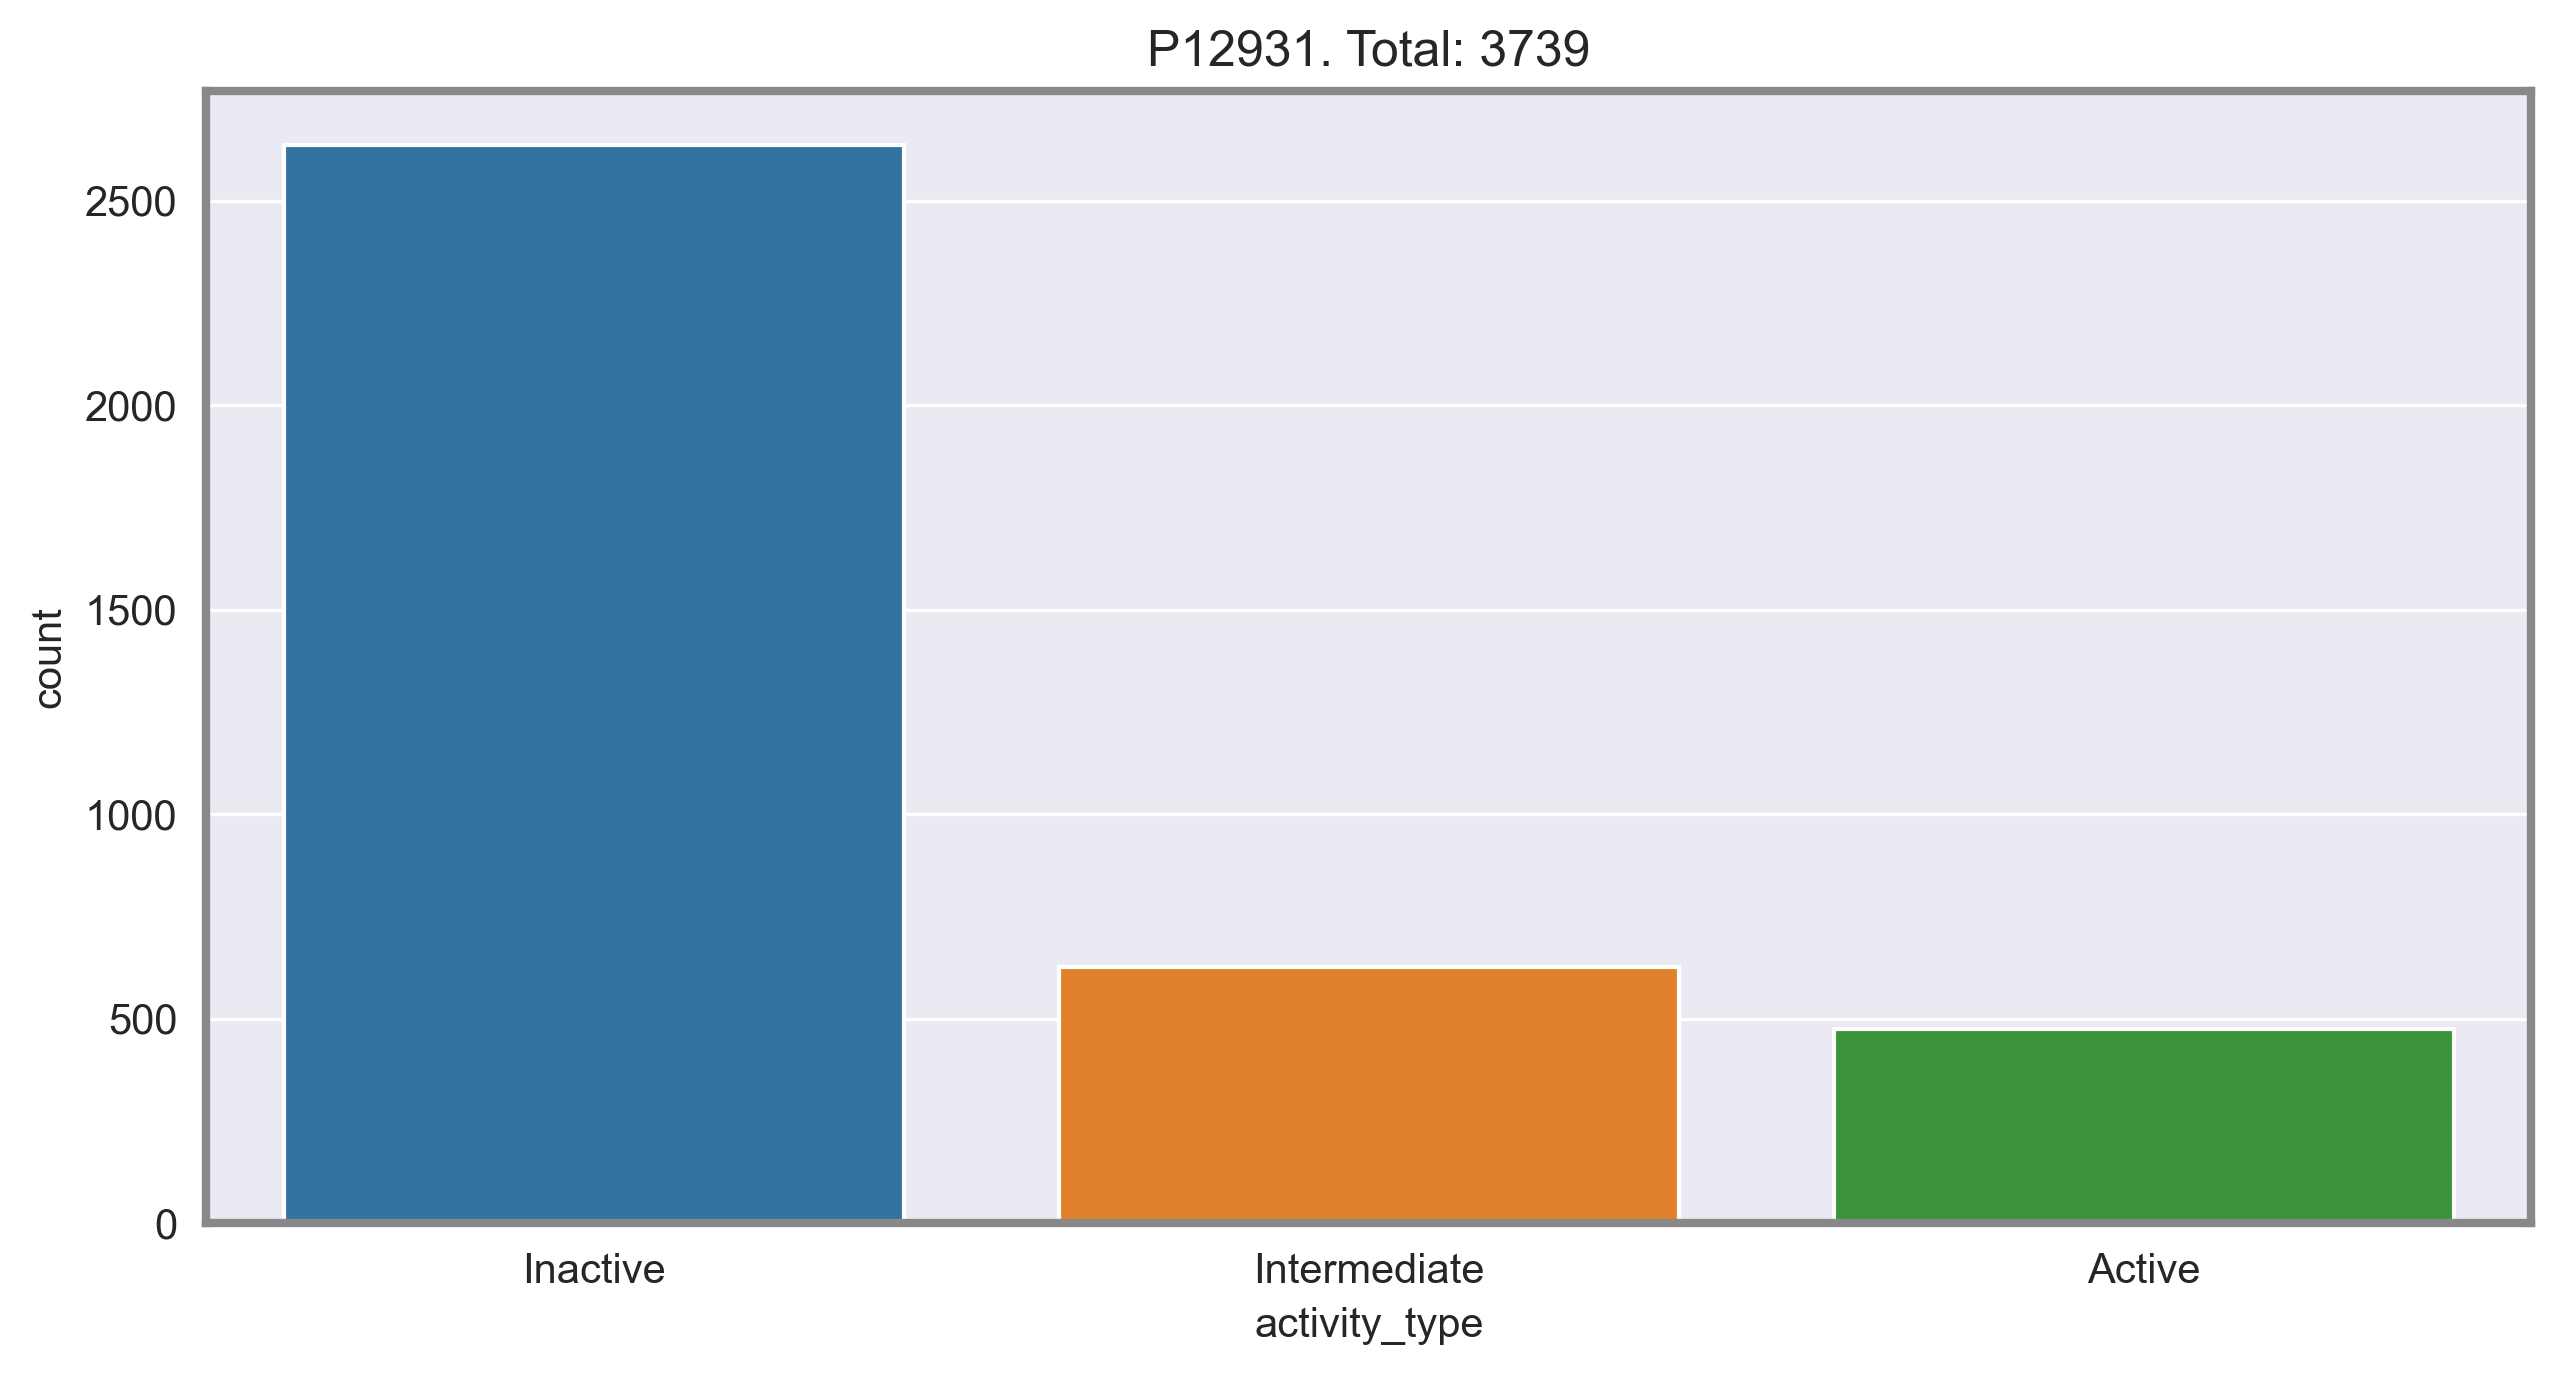 P12931. Total: 3739
count
2500
2000
1500
1000
500
0
Inactive
Intermediate
Active
activity_type